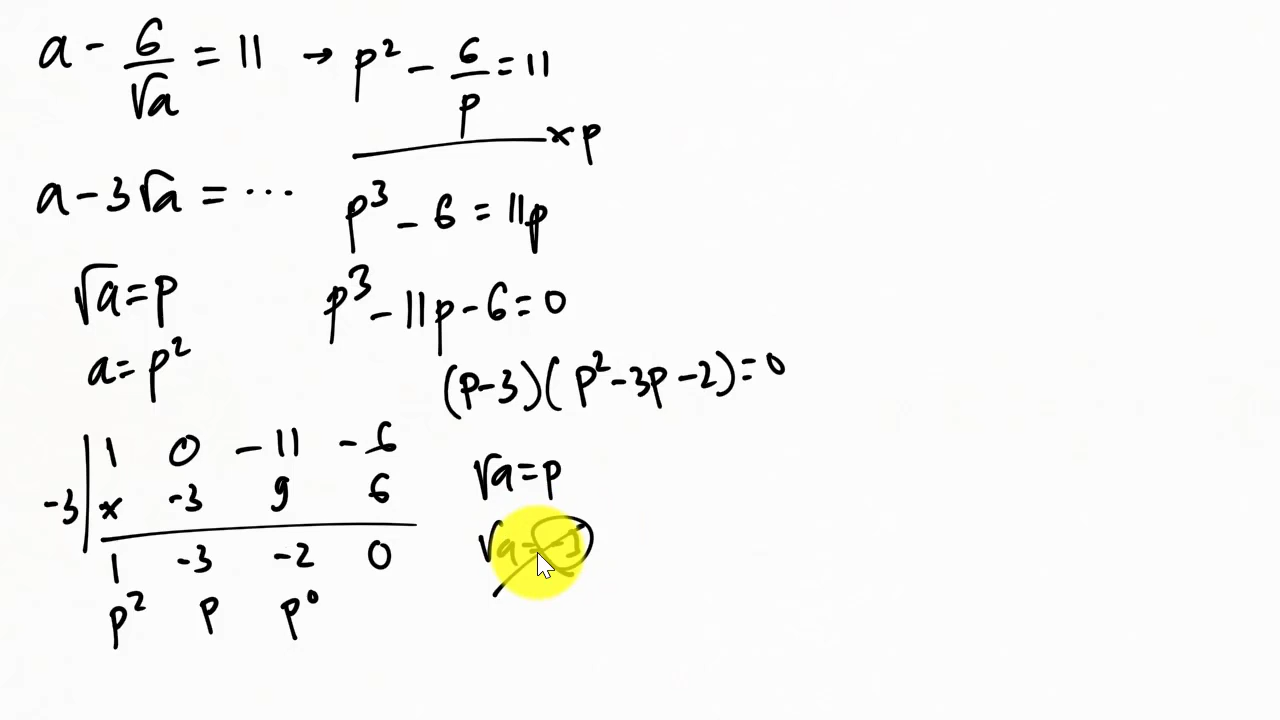 a - 6/√a = 11 → p² - 6/p = 11
× p
a - 3√a = ...
p³ - 6 = 11p
√a = p
p³ - 11p - 6 = 0
a = p²
(p-3)(p² - 3p - 2) = 0
1 0 -11 -6
-3 × -3 9 6
1 -3 -2 0
p² p p⁰
√a = p
√a = -3